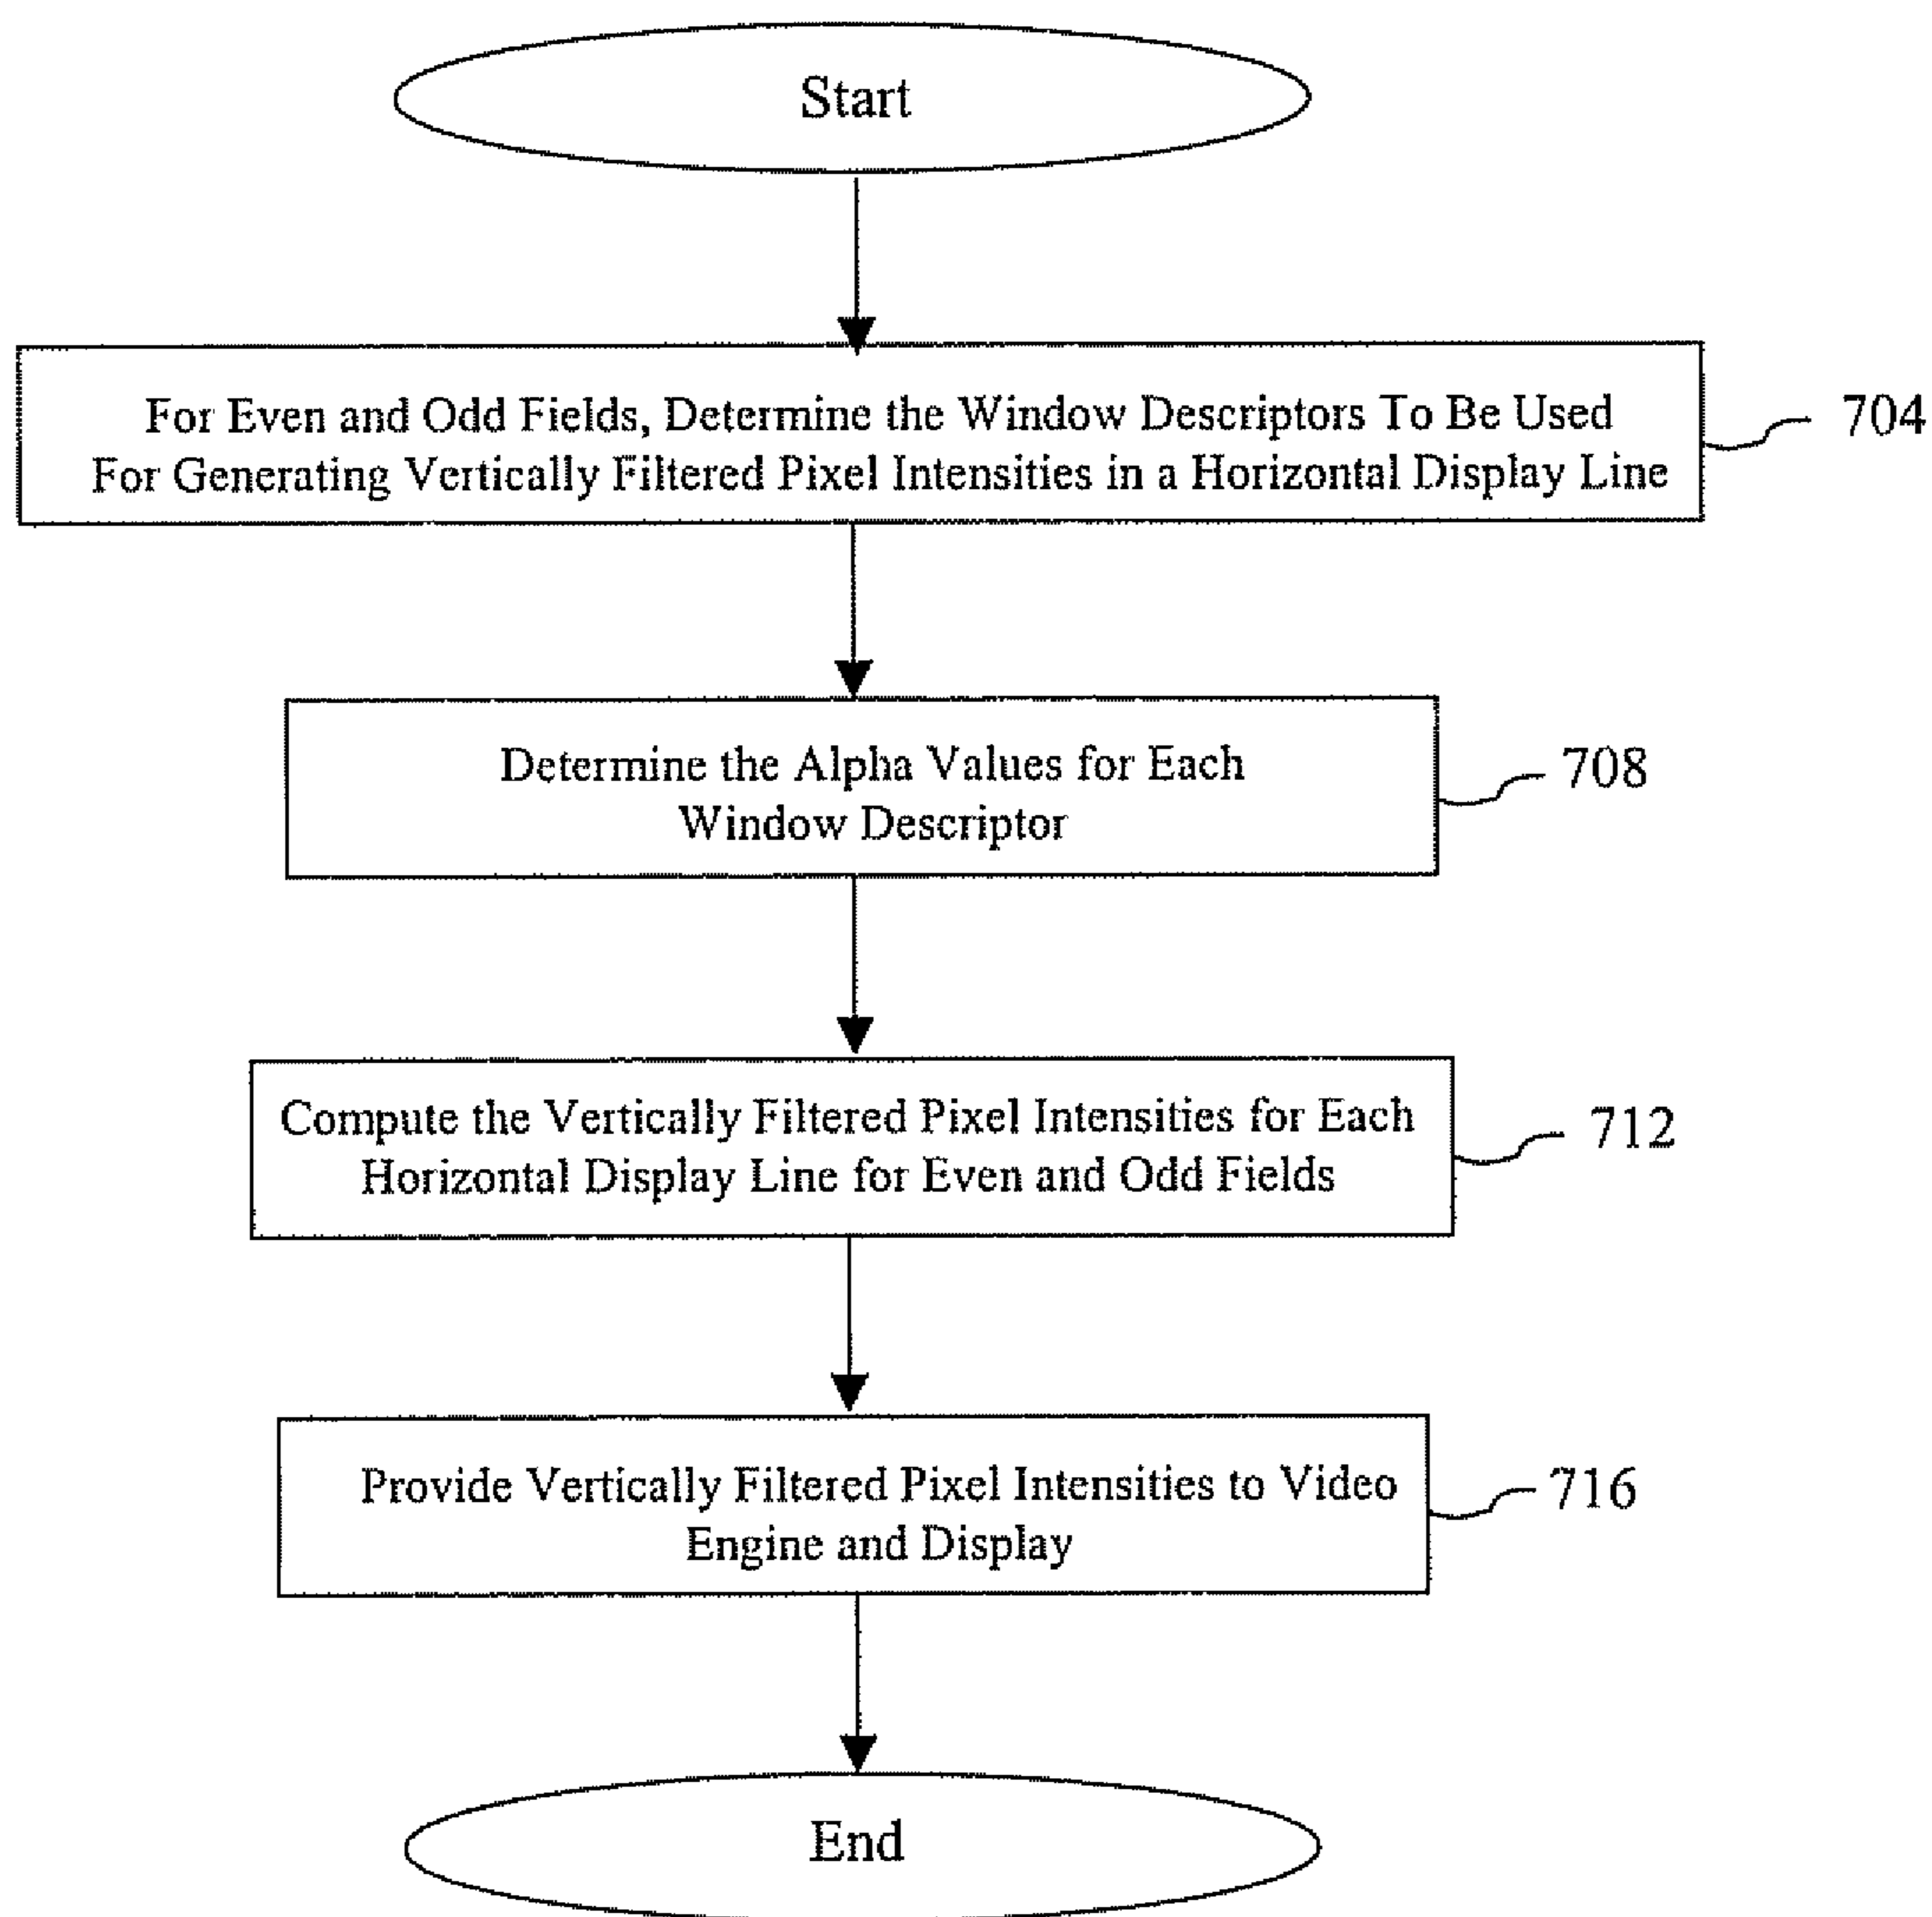 Start
For Even and Odd Fields, Determine the Window Descriptors To Be Used
For Generating Vertically Filtered Pixel Intensities in a Horizontal Display Line
704
Determine the Alpha Values for Each
Window Descriptor
708
Compute the Vertically Filtered Pixel Intensities for Each
Horizontal Display Line for Even and Odd Fields
712
Provide Vertically Filtered Pixel Intensities to Video
Engine and Display
716
End